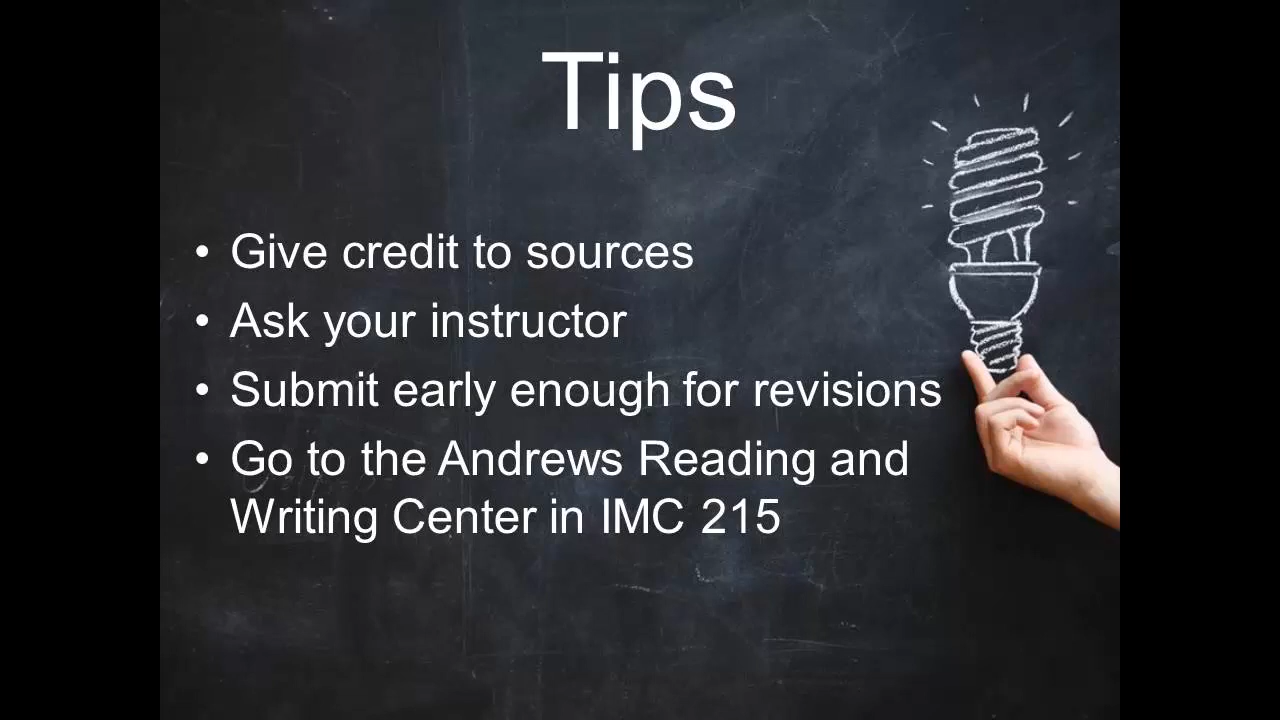 Tips
• Give credit to sources
• Ask your instructor
• Submit early enough for revisions
• Go to the Andrews Reading and
Writing Center in IMC 215